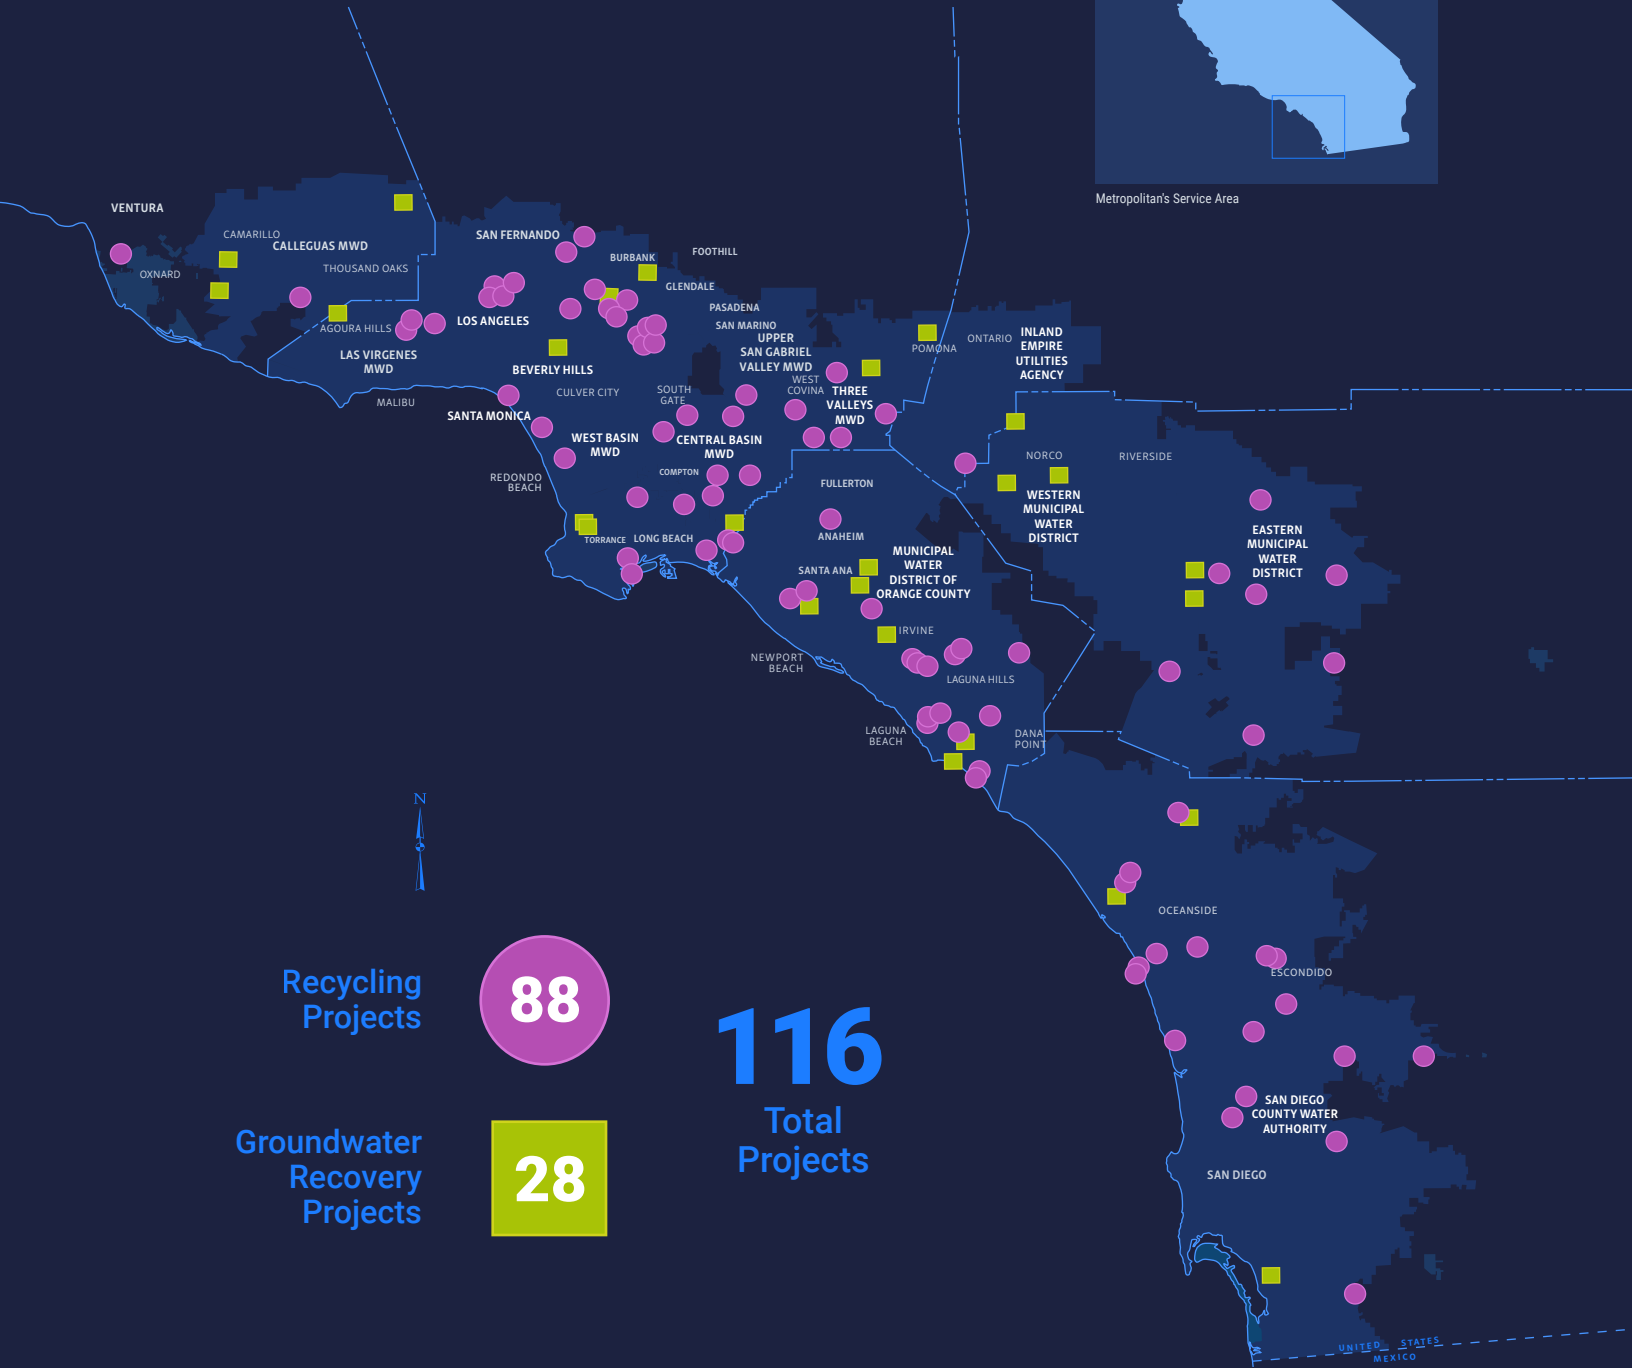 Metropolitan's Service Area
VENTURA
CAMARILLO
CALLEGUAS MWD
OXNARD
THOUSAND OAKS
AGOURA HILLS
LAS VIRGENES
MWD
MALIBU
SAN FERNANDO
BURBANK
FOOTHILL
GLENDALE
LOS ANGELES
PASADENA
SAN MARINO
UPPER
SAN GABRIEL
VALLEY MWD
WEST
COVINA
THREE
VALLEYS
MWD
POMONA
ONTARIO
INLAND
EMPIRE
UTILITIES
AGENCY
BEVERLY HILLS
CULVER CITY
SOUTH
GATE
SANTA MONICA
WEST BASIN
MWD
CENTRAL BASIN
MWD
COMPTON
REDONDO
BEACH
TORRANCE
LONG BEACH
FULLERTON
ANAHEIM
SANTA ANA
MUNICIPAL
WATER
DISTRICT OF
ORANGE COUNTY
NORCO
RIVERSIDE
WESTERN
MUNICIPAL
WATER
DISTRICT
EASTERN
MUNICIPAL
WATER
DISTRICT
IRVINE
NEWPORT
BEACH
LAGUNA HILLS
LAGUNA
BEACH
DANA
POINT
OCEANSIDE
ESCONDIDO
SAN DIEGO
COUNTY WATER
AUTHORITY
SAN DIEGO
UNITED STATES
MEXICO
N
Recycling
Projects
88
Groundwater
Recovery
Projects
28
116
Total
Projects